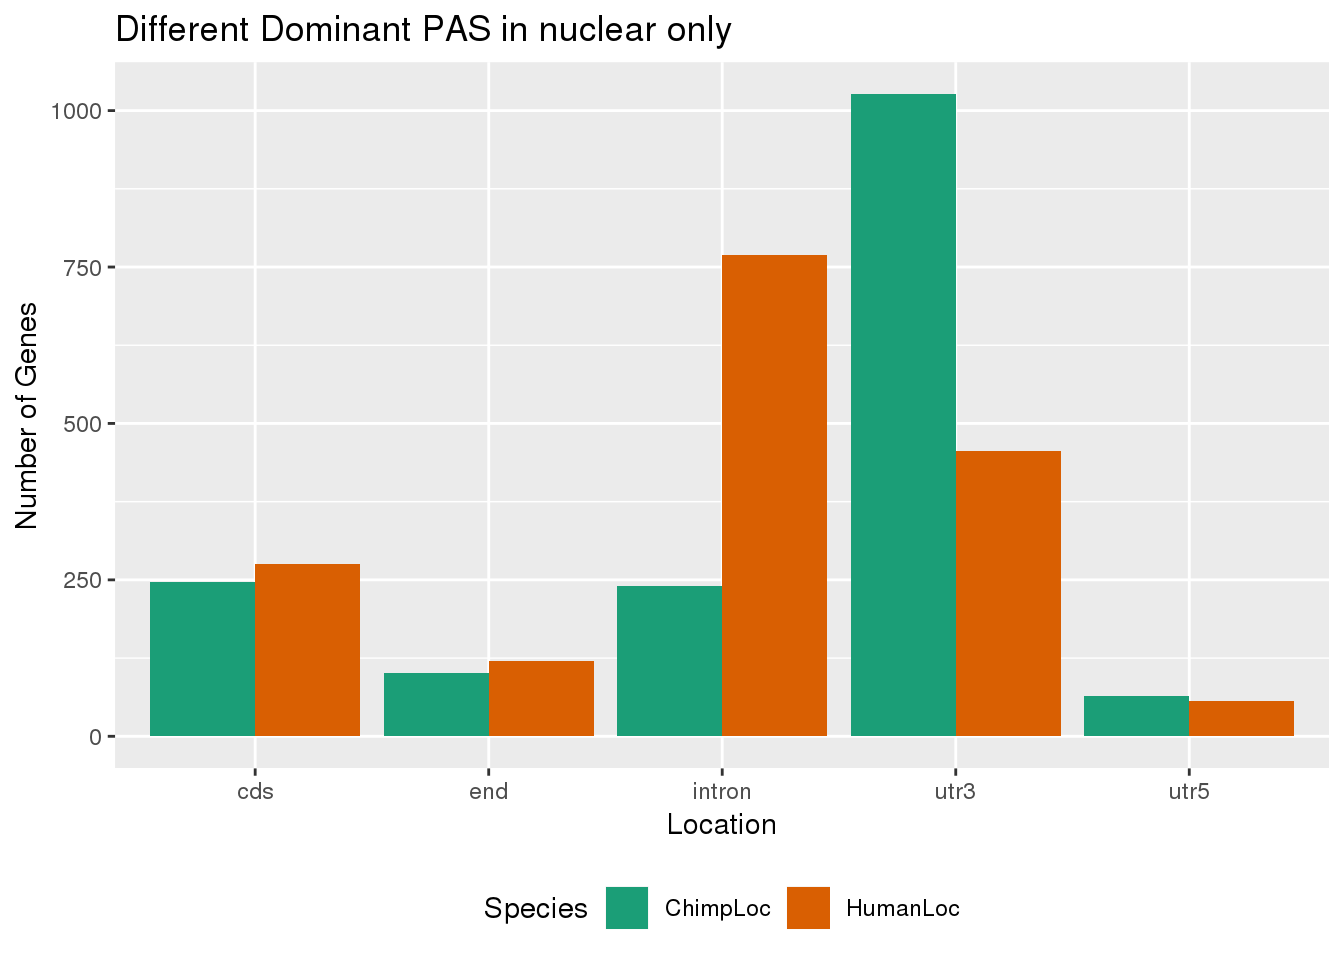 Different Dominant PAS in nuclear only
1000
750
500
250
0
Number of Genes
cds end intron utr3 utr5
Location
Species ChimpLoc HumanLoc